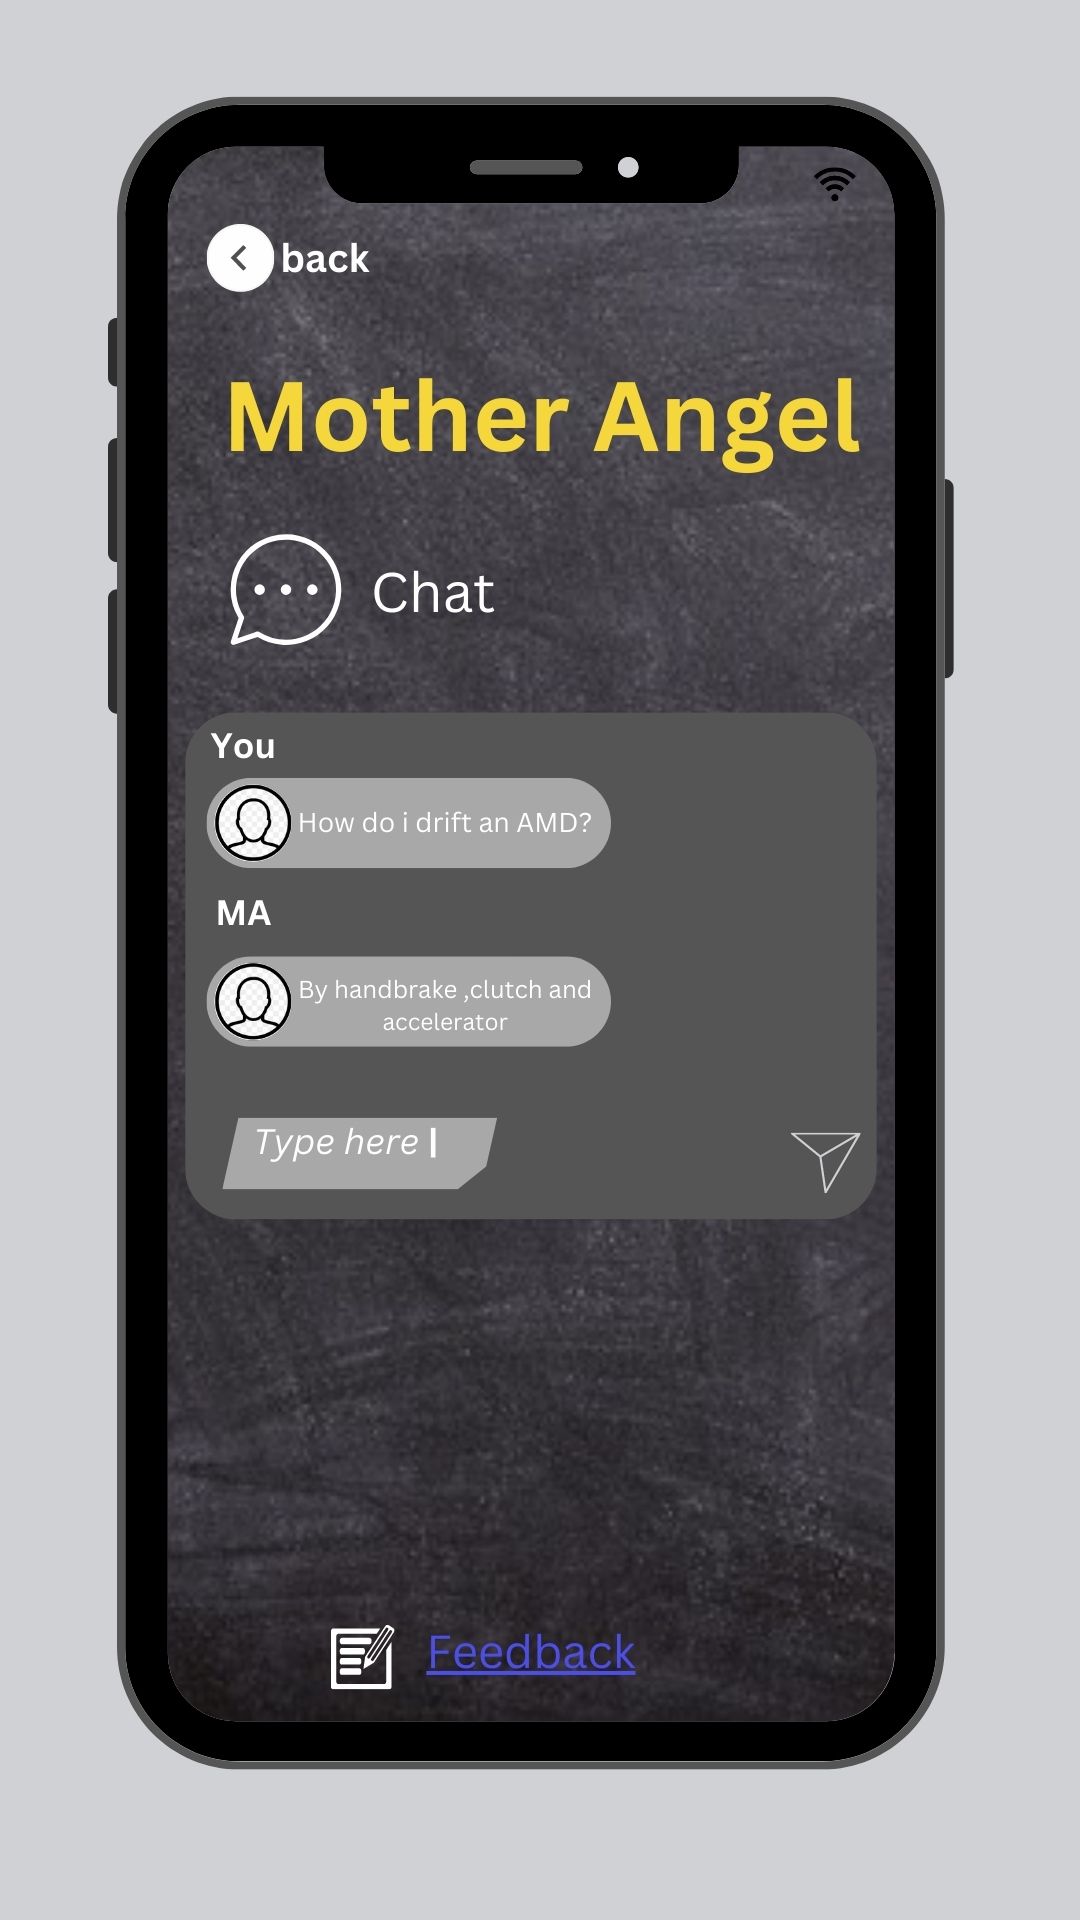 back
Mother Angel
Chat
You
How do i drift an AMD?
MA
By handbrake ,clutch and
accelerator
Type here
Feedback